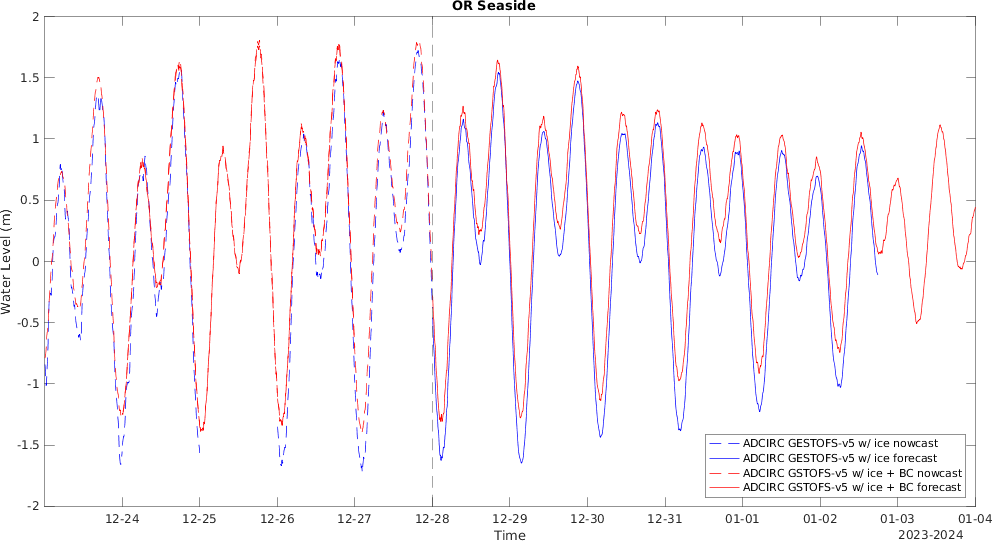 OR Seaside
2
1.5
1
0.5
0
-0.5
-1
-1.5
-2
Water Level (m)
ADCIRC GESTOFS-v5 w/ ice nowcast
ADCIRC GESTOFS-v5 w/ ice forecast
ADCIRC GSTOFS-v5 w/ ice + BC nowcast
ADCIRC GSTOFS-v5 w/ ice + BC forecast
12-24 12-25 12-26 12-27 12-28 12-29 12-30 12-31 01-01 01-02 01-03 01-04
Time
2023-2024